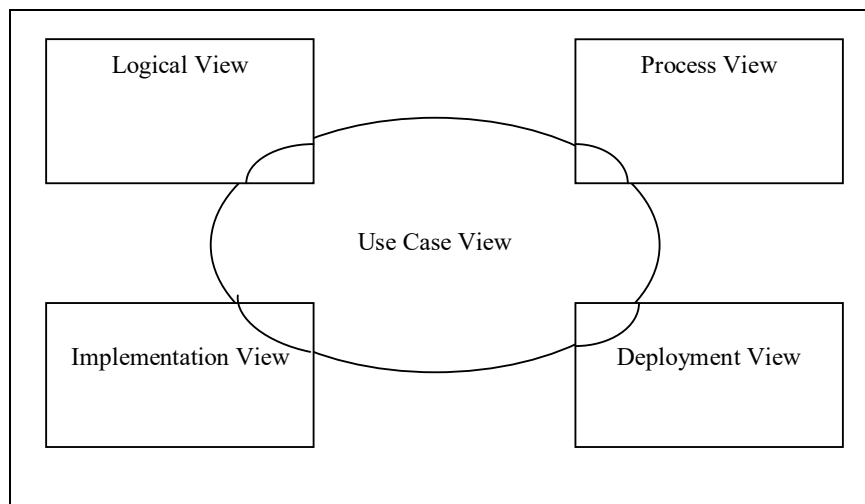 Logical View
Process View
Use Case View
Implementation View
Deployment View